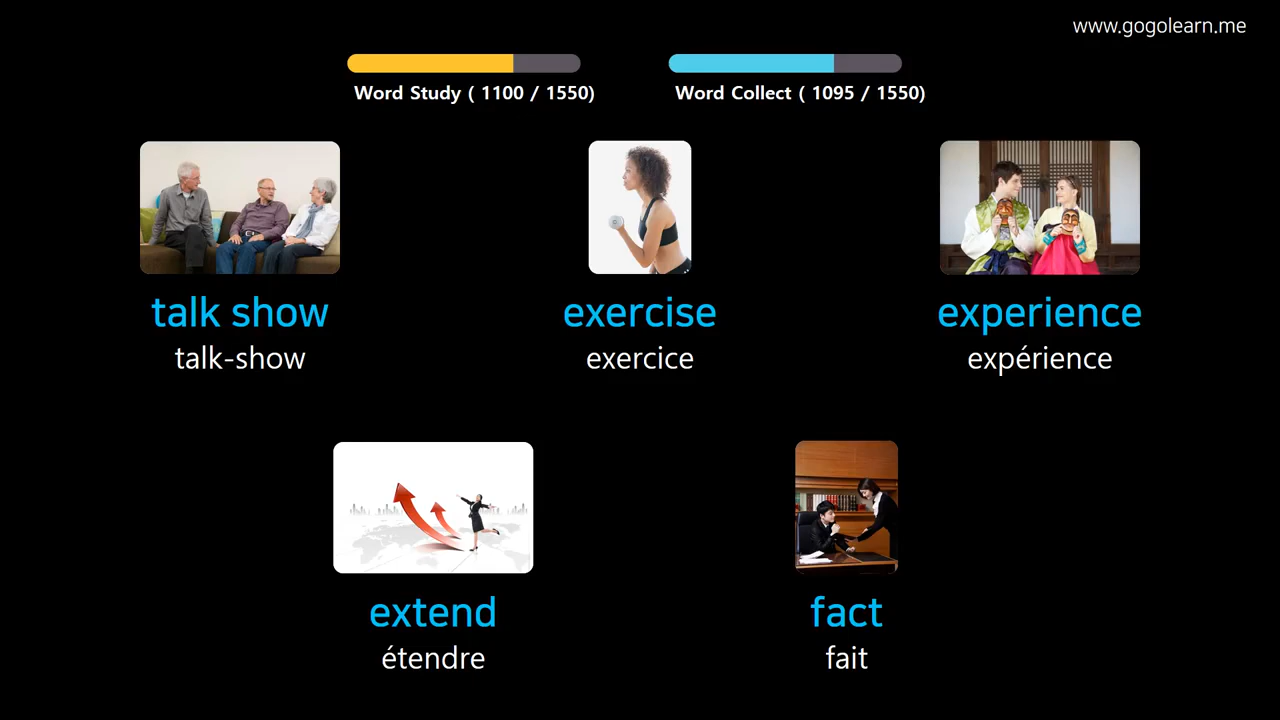 www.gogolearn.me
Word Study ( 1100 / 1550)
Word Collect ( 1095 / 1550)
talk show
talk-show
exercise
exercice
experience
expérience
extend
étendre
fact
fait